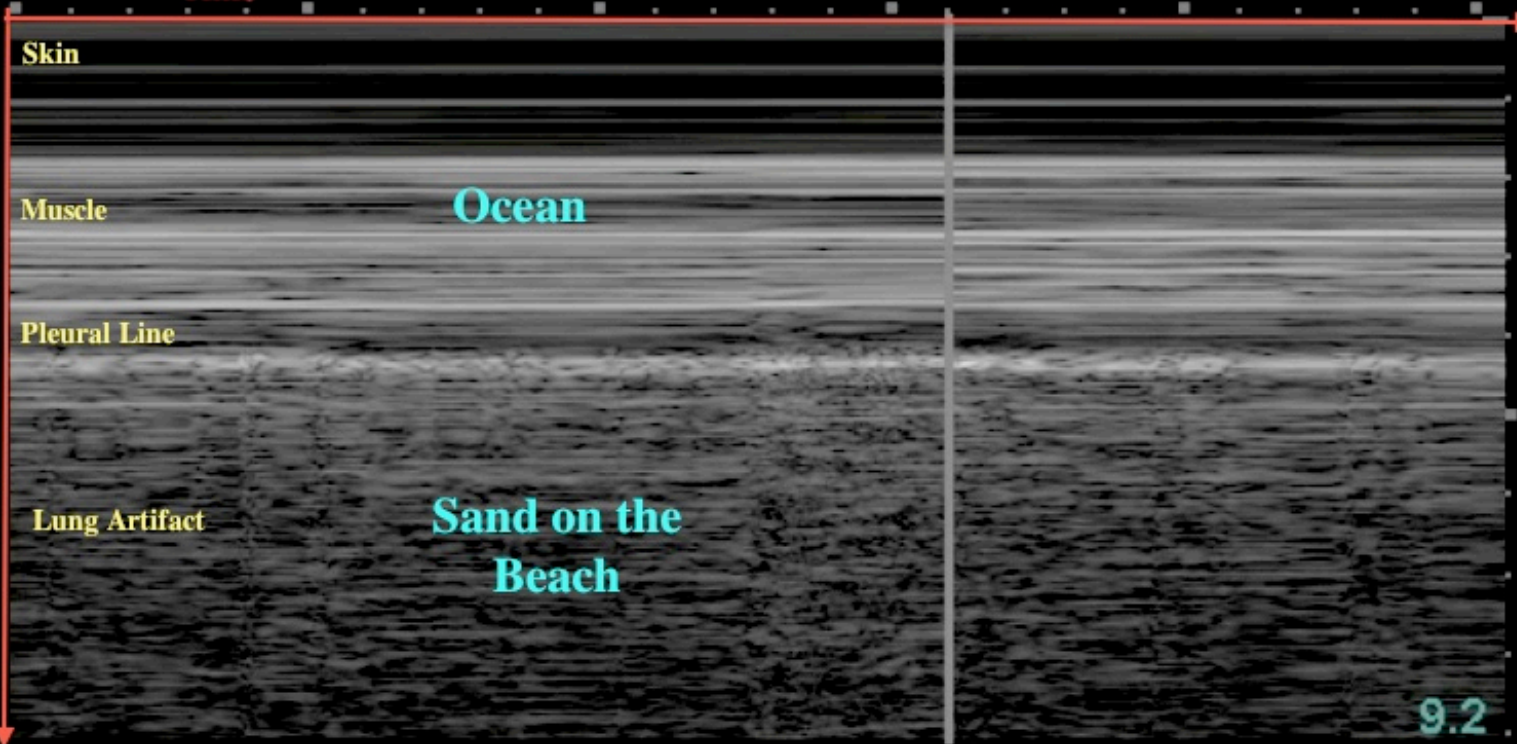 Skin
Ocean
Muscle
Pleural Line
Sand on the
Lung Artifact
Beach
9.2